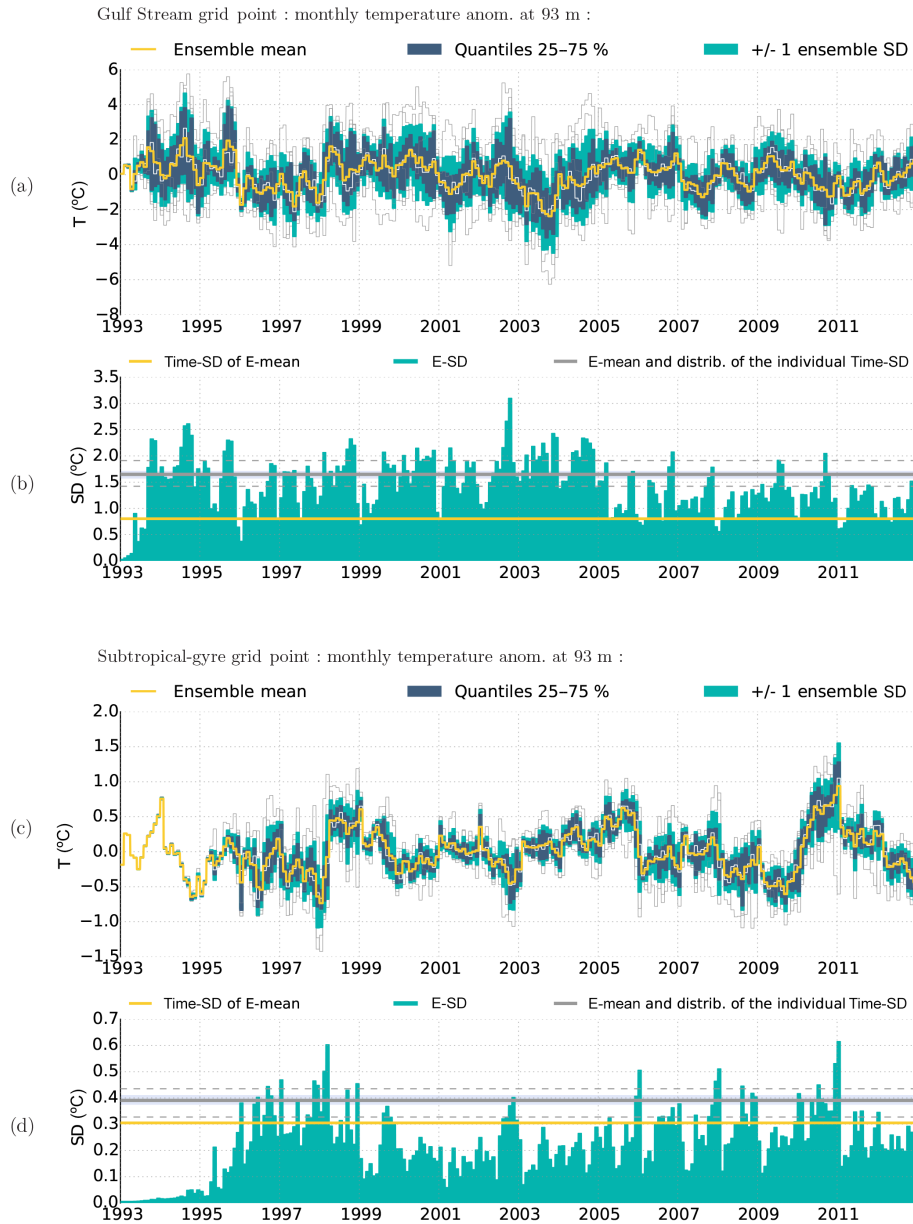 Gulf Stream grid point : monthly temperature anom. at 93 m :
Ensemble mean Quantiles 25–75 % +/- 1 ensemble SD
(a)
T (ºC)
6
4
2
0
−2
−4
−6
−8
1993 1995 1997 1999 2001 2003 2005 2007 2009 2011
Time-SD of E-mean E-SD E-mean and distrib. of the individual Time-SD
(b)
SD (ºC)
3.5
3.0
2.5
2.0
1.5
1.0
0.5
0.0
1993 1995 1997 1999 2001 2003 2005 2007 2009 2011
Subtropical-gyre grid point : monthly temperature anom. at 93 m :
Ensemble mean Quantiles 25–75 % +/- 1 ensemble SD
(c)
T (ºC)
2.0
1.5
1.0
0.5
0.0
−0.5
−1.0
−1.5
1993 1995 1997 1999 2001 2003 2005 2007 2009 2011
Time-SD of E-mean E-SD E-mean and distrib. of the individual Time-SD
(d)
SD (ºC)
0.7
0.6
0.5
0.4
0.3
0.2
0.1
0.0
1993 1995 1997 1999 2001 2003 2005 2007 2009 2011